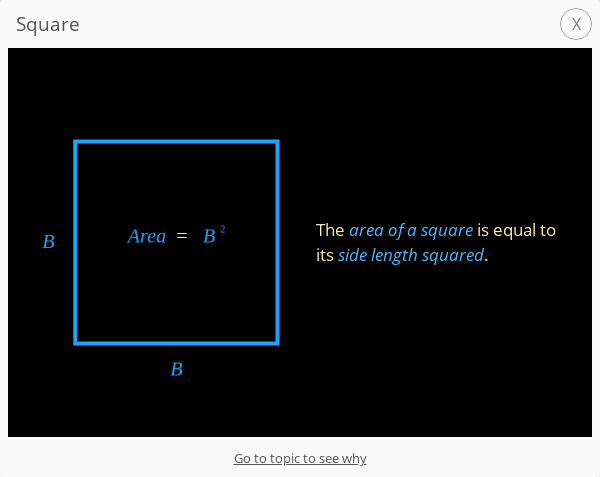 Square
X
B
Area = B²
B
The area of a square is equal to
its side length squared.
Go to topic to see why